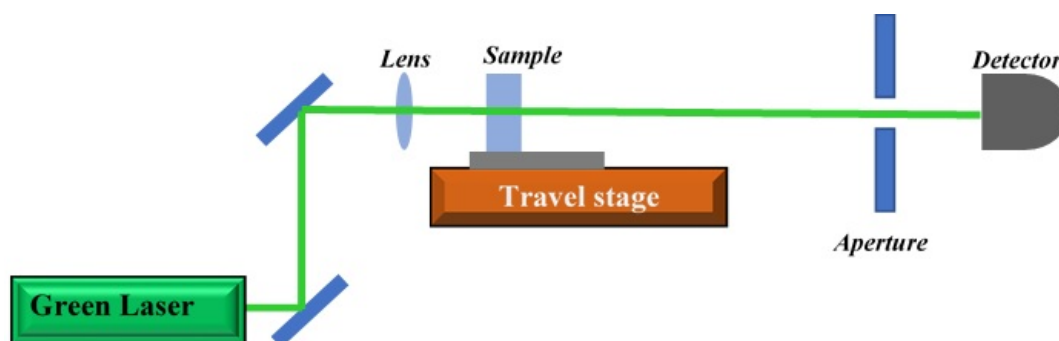 Lens
Sample
Detector
Travel stage
Aperture
Green Laser